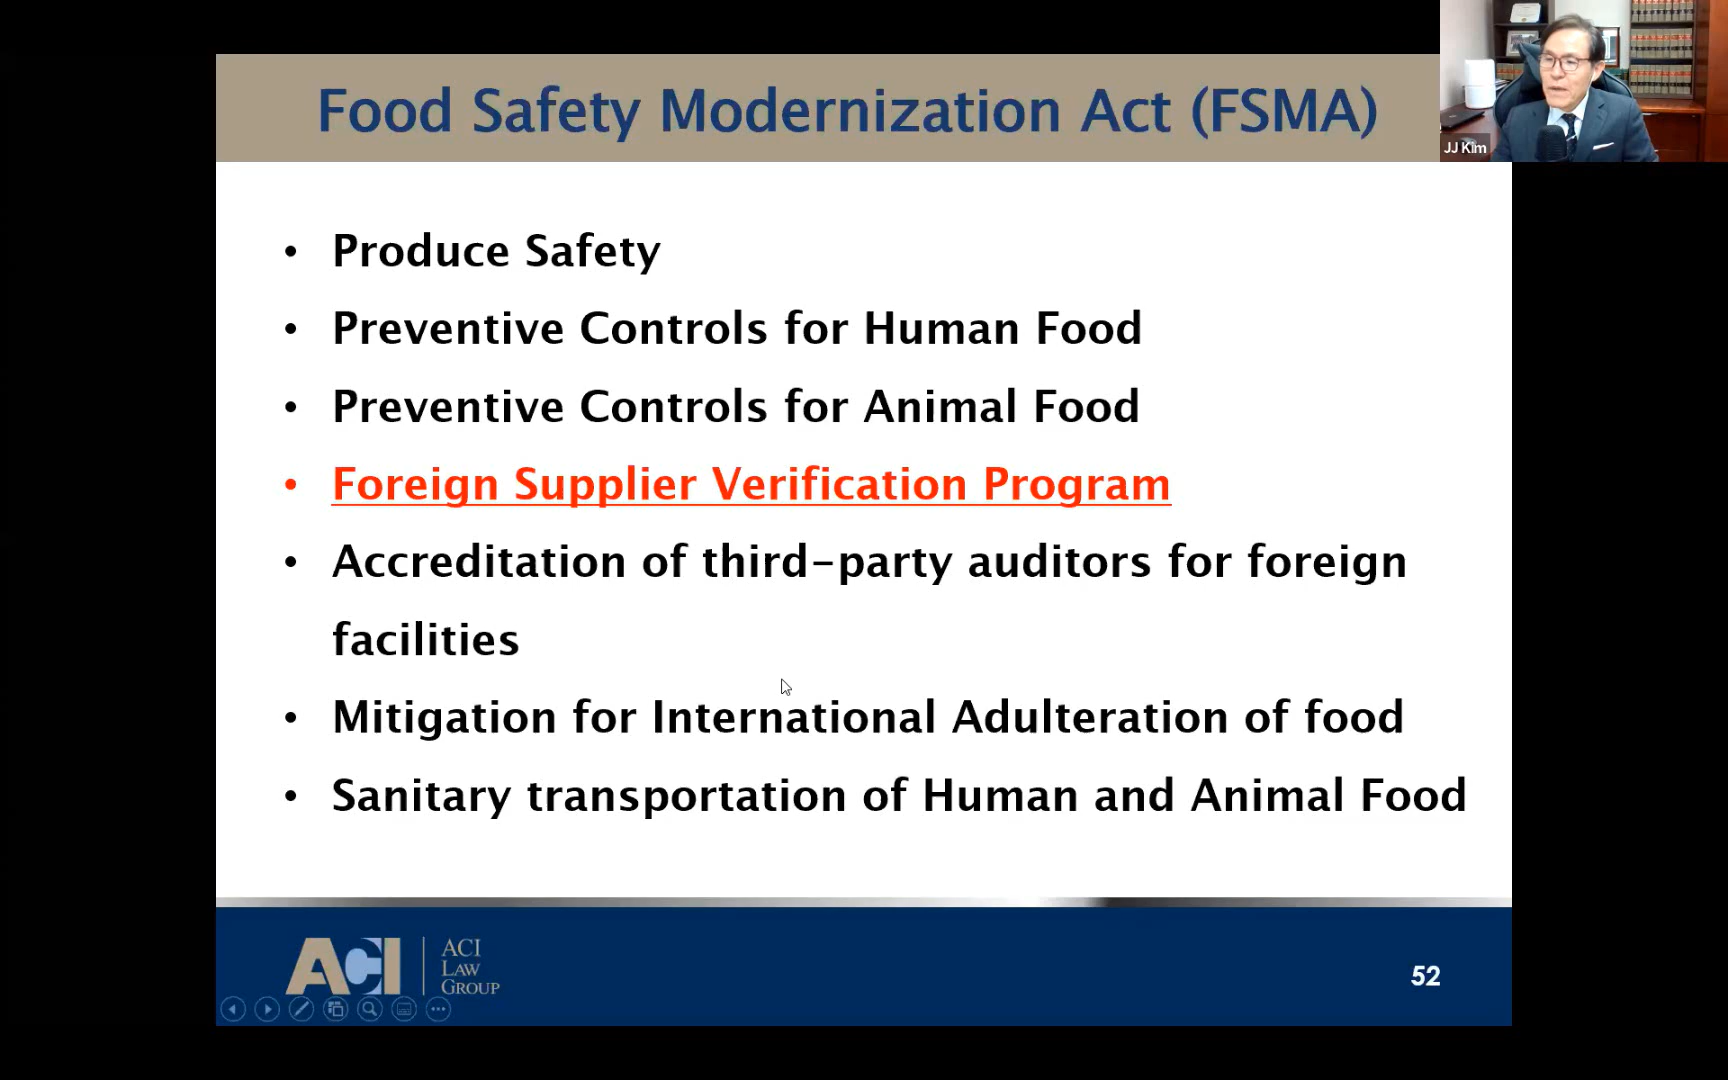 Food Safety Modernization Act (FSMA)
JJ Kim
• Produce Safety
• Preventive Controls for Human Food
• Preventive Controls for Animal Food
• Foreign Supplier Verification Program
• Accreditation of third-party auditors for foreign
facilities
• Mitigation for International Adulteration of food
• Sanitary transportation of Human and Animal Food
ACI
ACI
LAW
GROUP
52